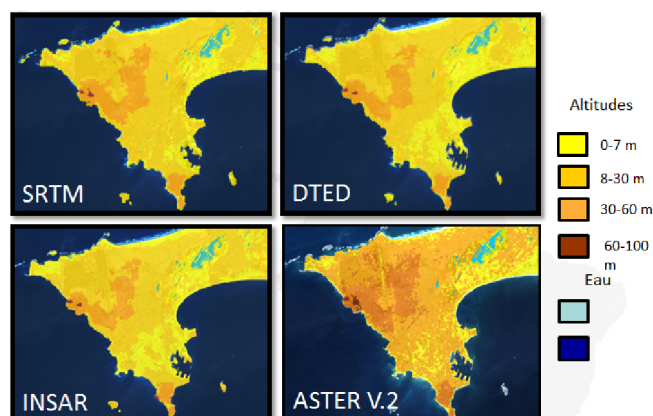 SRTM
DTED
INSAR
ASTER V.2
Altitudes
0-7 m
8-30 m
30-60 m
60-100
m
Eau